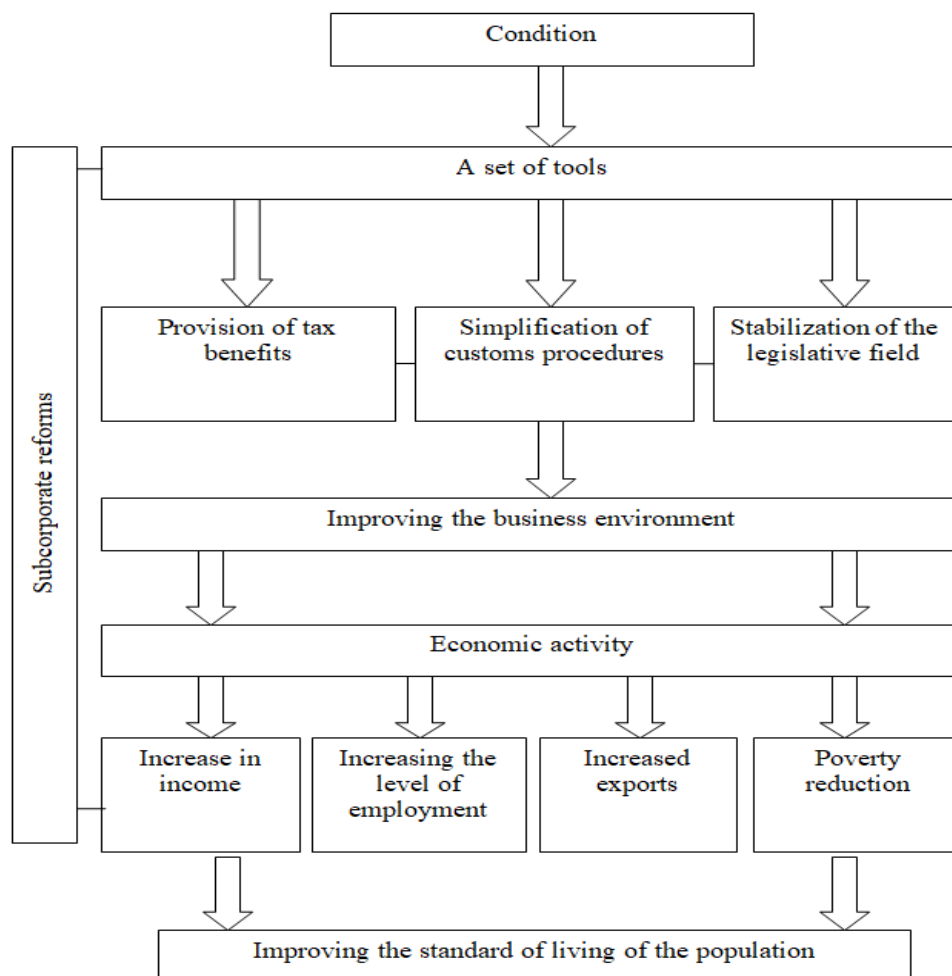 Condition
A set of tools
Provision of tax
benefits
Simplification of
customs procedures
Stabilization of the
legislative field
Subcorporate reforms
Improving the business environment
Economic activity
Increase in
income
Increasing the
level of
employment
Increased
exports
Poverty
reduction
Improving the standard of living of the population